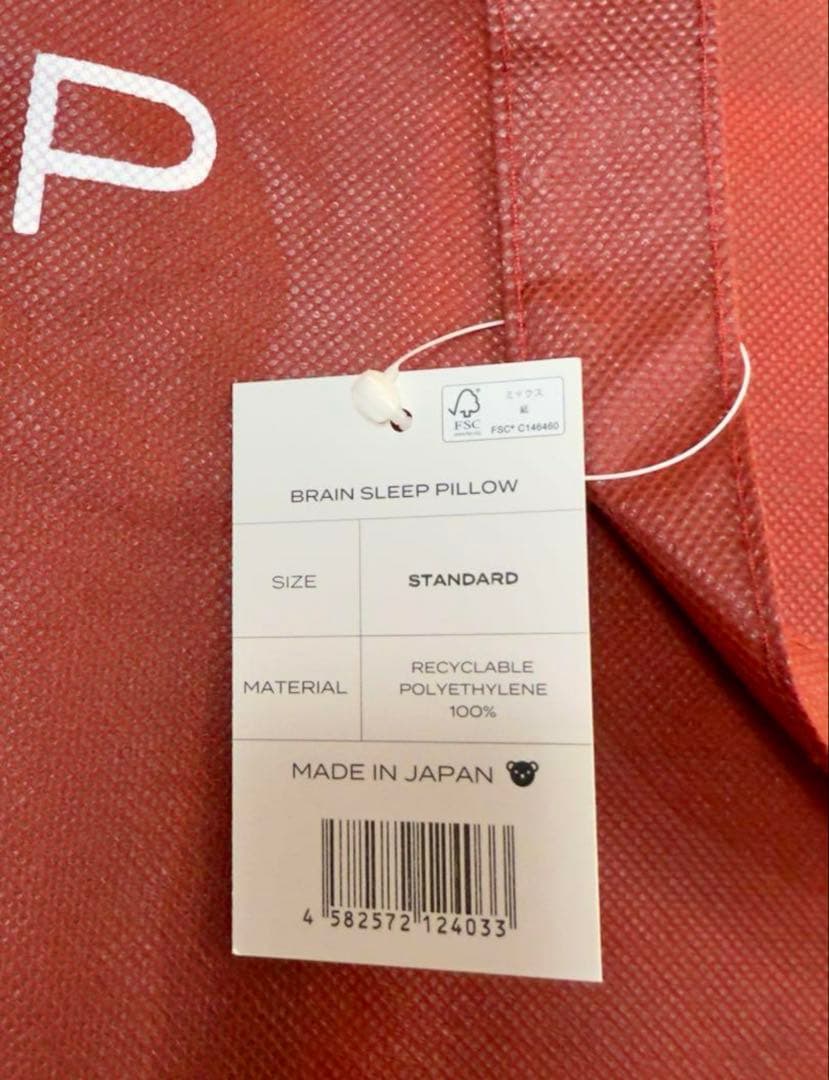 P
ミックス
紙
FSC
FSC® C146460
BRAIN SLEEP PILLOW
SIZE
STANDARD
MATERIAL
RECYCLABLE
POLYETHYLENE
100%
MADE IN JAPAN
4 582572 124033